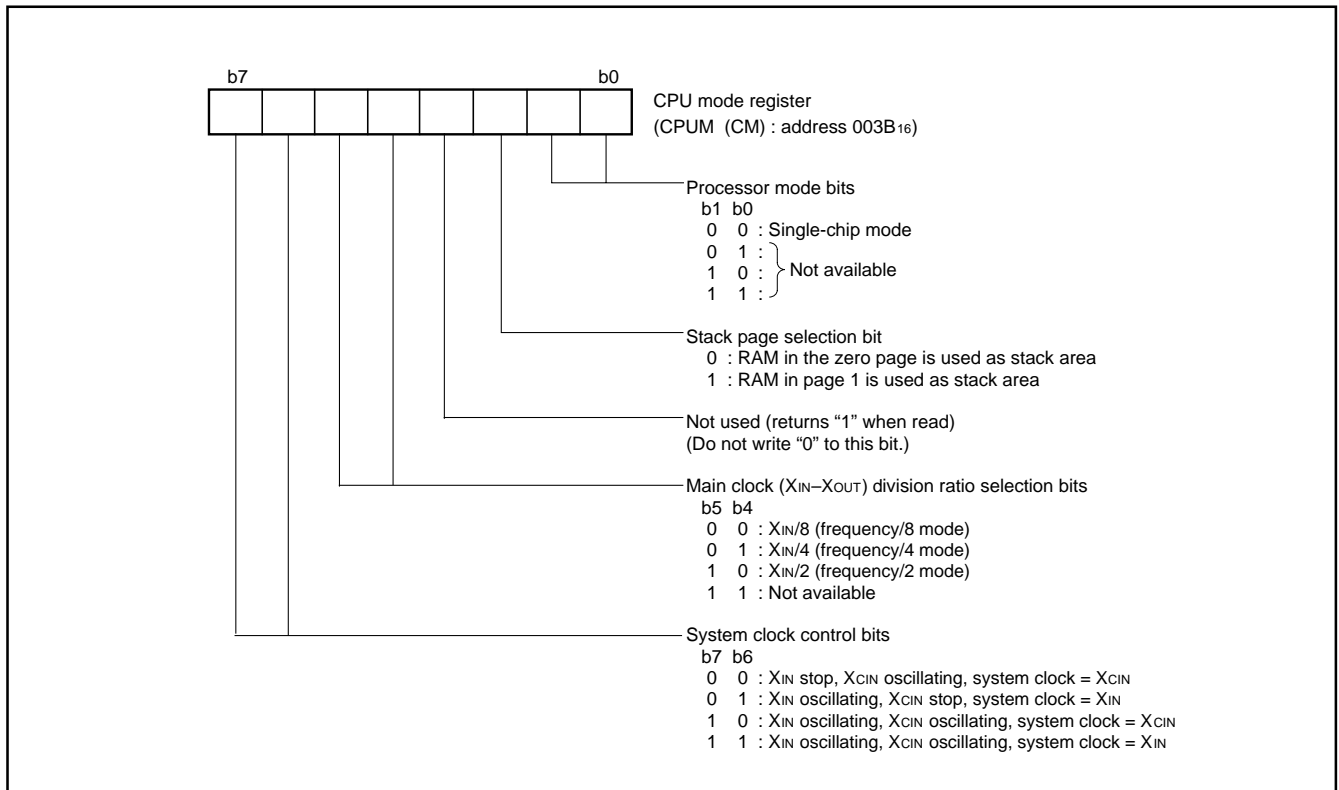 b7 b0
CPU mode register
(CPUM (CM) : address 003B16)
Processor mode bits
b1 b0
0 0 : Single-chip mode
0 1 :
1 0 : Not available
1 1 :
Stack page selection bit
0 : RAM in the zero page is used as stack area
1 : RAM in page 1 is used as stack area
Not used (returns “1” when read)
(Do not write “0” to this bit.)
Main clock (XIN–XOUT) division ratio selection bits
b5 b4
0 0 : XIN/8 (frequency/8 mode)
0 1 : XIN/4 (frequency/4 mode)
1 0 : XIN/2 (frequency/2 mode)
1 1 : Not available
System clock control bits
b7 b6
0 0 : XIN stop, XCIN oscillating, system clock = XCIN
0 1 : XIN oscillating, XCIN stop, system clock = XIN
1 0 : XIN oscillating, XCIN oscillating, system clock = XCIN
1 1 : XIN oscillating, XCIN oscillating, system clock = XIN